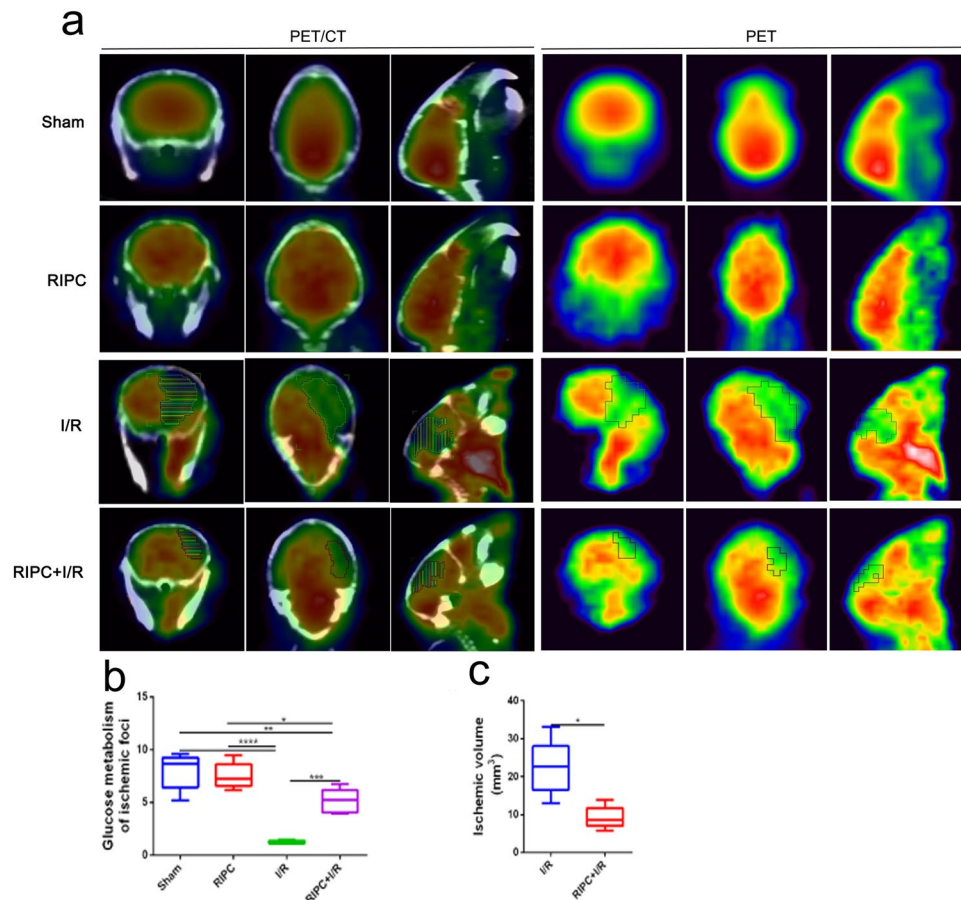 a
PET/CT
PET
Sham
RIPC
I/R
RIPC+I/R
b
Glucose metabolism
of ischemic foci
15
10
5
0
*
**
****
***
Sham
RIPC
I/R
RIPC+I/R
c
Ischemic volume
(mm³)
40
30
20
10
0
*
I/R
RIPC+I/R